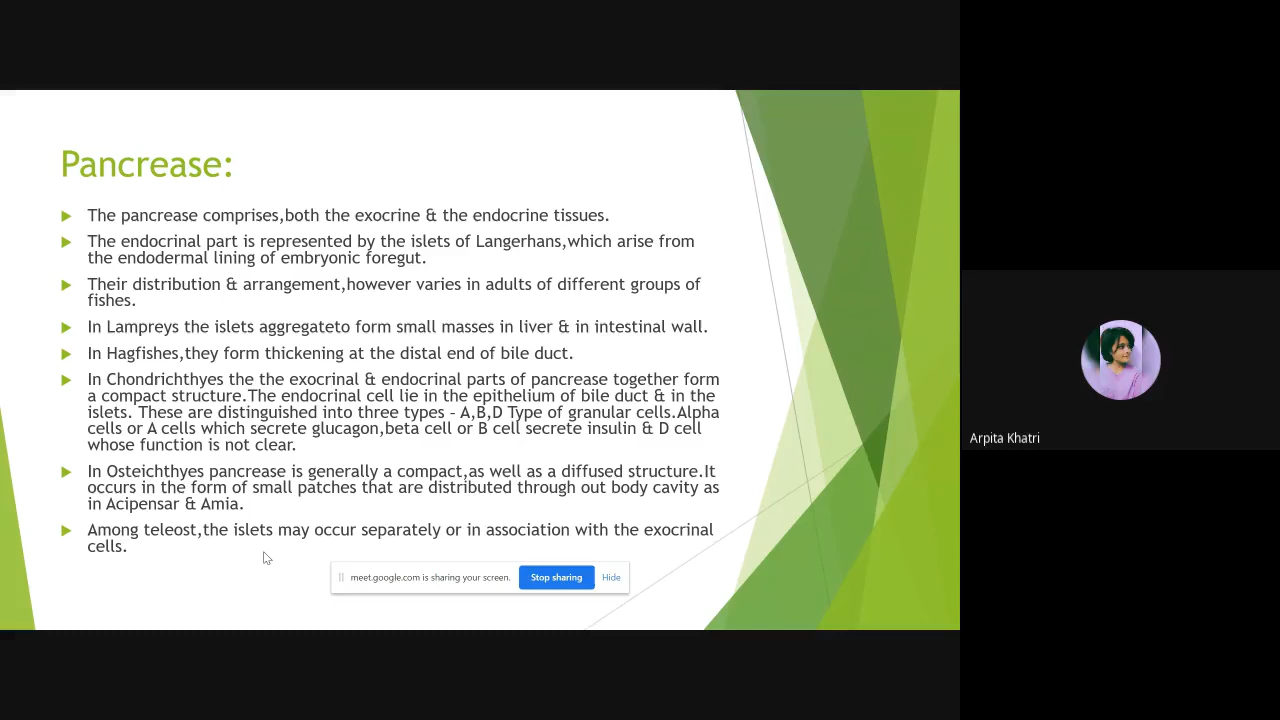 Pancrease:
The pancrease comprises,both the exocrine & the endocrine tissues.
The endocrinal part is represented by the islets of Langerhans,which arise from
the endodermal lining of embryonic foregut.
Their distribution & arrangement,however varies in adults of different groups of
fishes.
In Lampreys the islets aggregateto form small masses in liver & in intestinal wall.
In Hagfishes,they form thickening at the distal end of bile duct.
In Chondrichthyes the the exocrinal & endocrinal parts of pancrease together form
a compact structure.The endocrinal cell lie in the epithelium of bile duct & in the
islets. These are distinguished into three types – A,B,D Type of granular cells.Alpha
cells or A cells which secrete glucagon,beta cell or B cell secrete insulin & D cell
whose function is not clear.
In Osteichthyes pancrease is generally a compact,as well as a diffused structure.It
occurs in the form of small patches that are distributed through out body cavity as
in Acipensar & Amia.
Among teleost,the islets may occur separately or in association with the exocrinal
cells.
meet.google.com is sharing your screen. Stop sharing Hide
Arpita Khatri